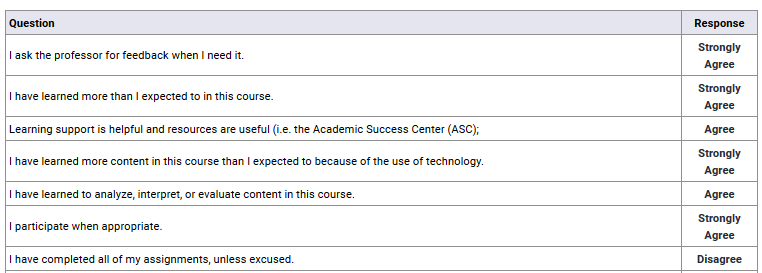 Question Response
I ask the professor for feedback when I need it. Strongly
Agree
I have learned more than I expected to in this course. Strongly
Agree
Learning support is helpful and resources are useful (i.e. the Academic Success Center (ASC); Agree
I have learned more content in this course than I expected to because of the use of technology. Strongly
Agree
I have learned to analyze, interpret, or evaluate content in this course. Agree
I participate when appropriate. Strongly
Agree
I have completed all of my assignments, unless excused. Disagree